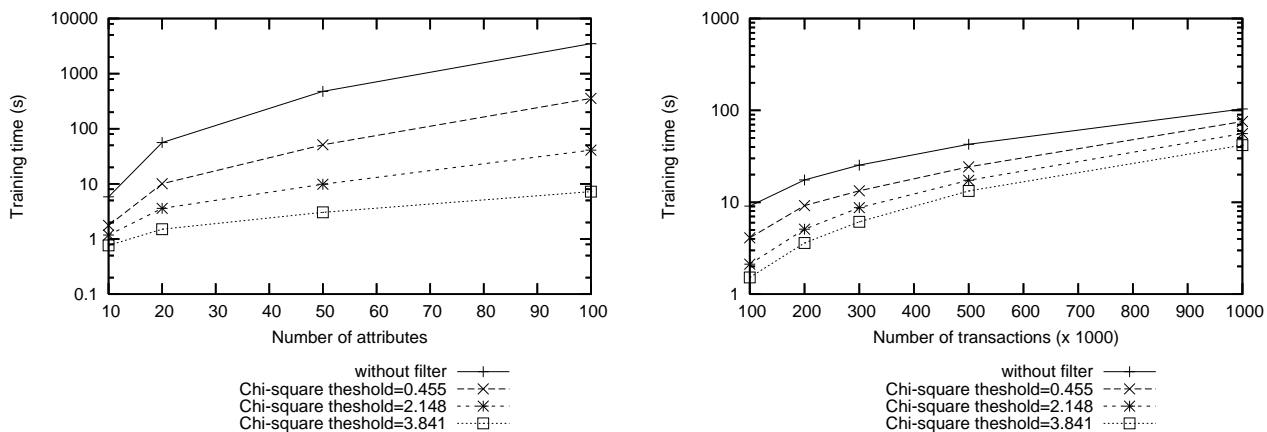 10000
1000
100
10
1
0.1
Training time (s)
10 20 30 40 50 60 70 80 90 100
Number of attributes
without filter
Chi-square theshold=0.455
Chi-square theshold=2.148
Chi-square theshold=3.841
1000
100
10
1
Training time (s)
100 200 300 400 500 600 700 800 900 1000
Number of transactions (x 1000)
without filter
Chi-square theshold=0.455
Chi-square theshold=2.148
Chi-square theshold=3.841